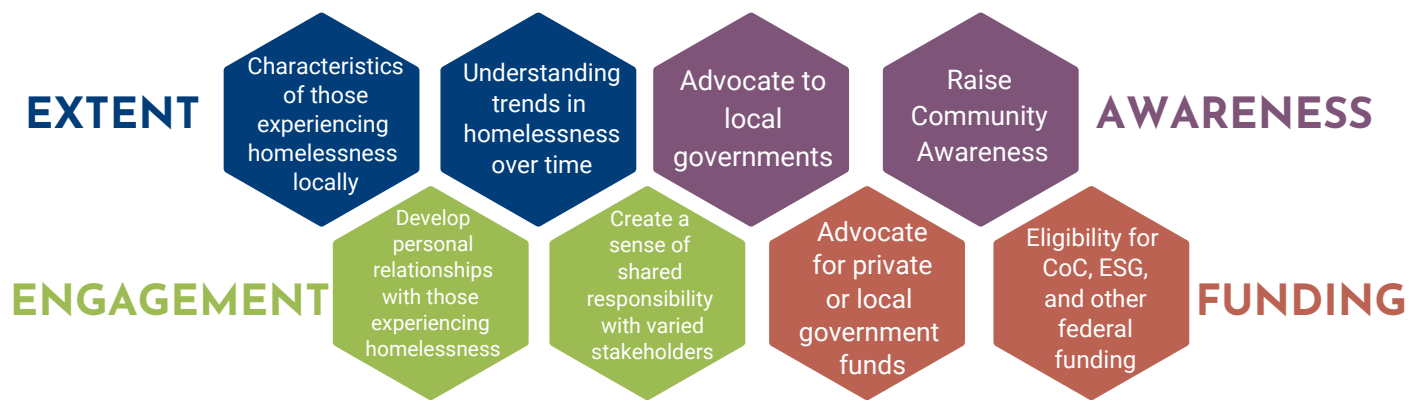 EXTENT
Characteristics
of those
experiencing
homelessness
locally
Understanding
trends in
homelessness
over time
Advocate to
local
governments
Raise
Community
Awareness
AWARENESS
ENGAGEMENT
Develop
personal
relationships
with those
experiencing
homelessness
Create a
sense of
shared
responsibility
with varied
stakeholders
Advocate
for private
or local
government
funds
Eligibility for
CoC, ESG,
and other
federal
funding
FUNDING